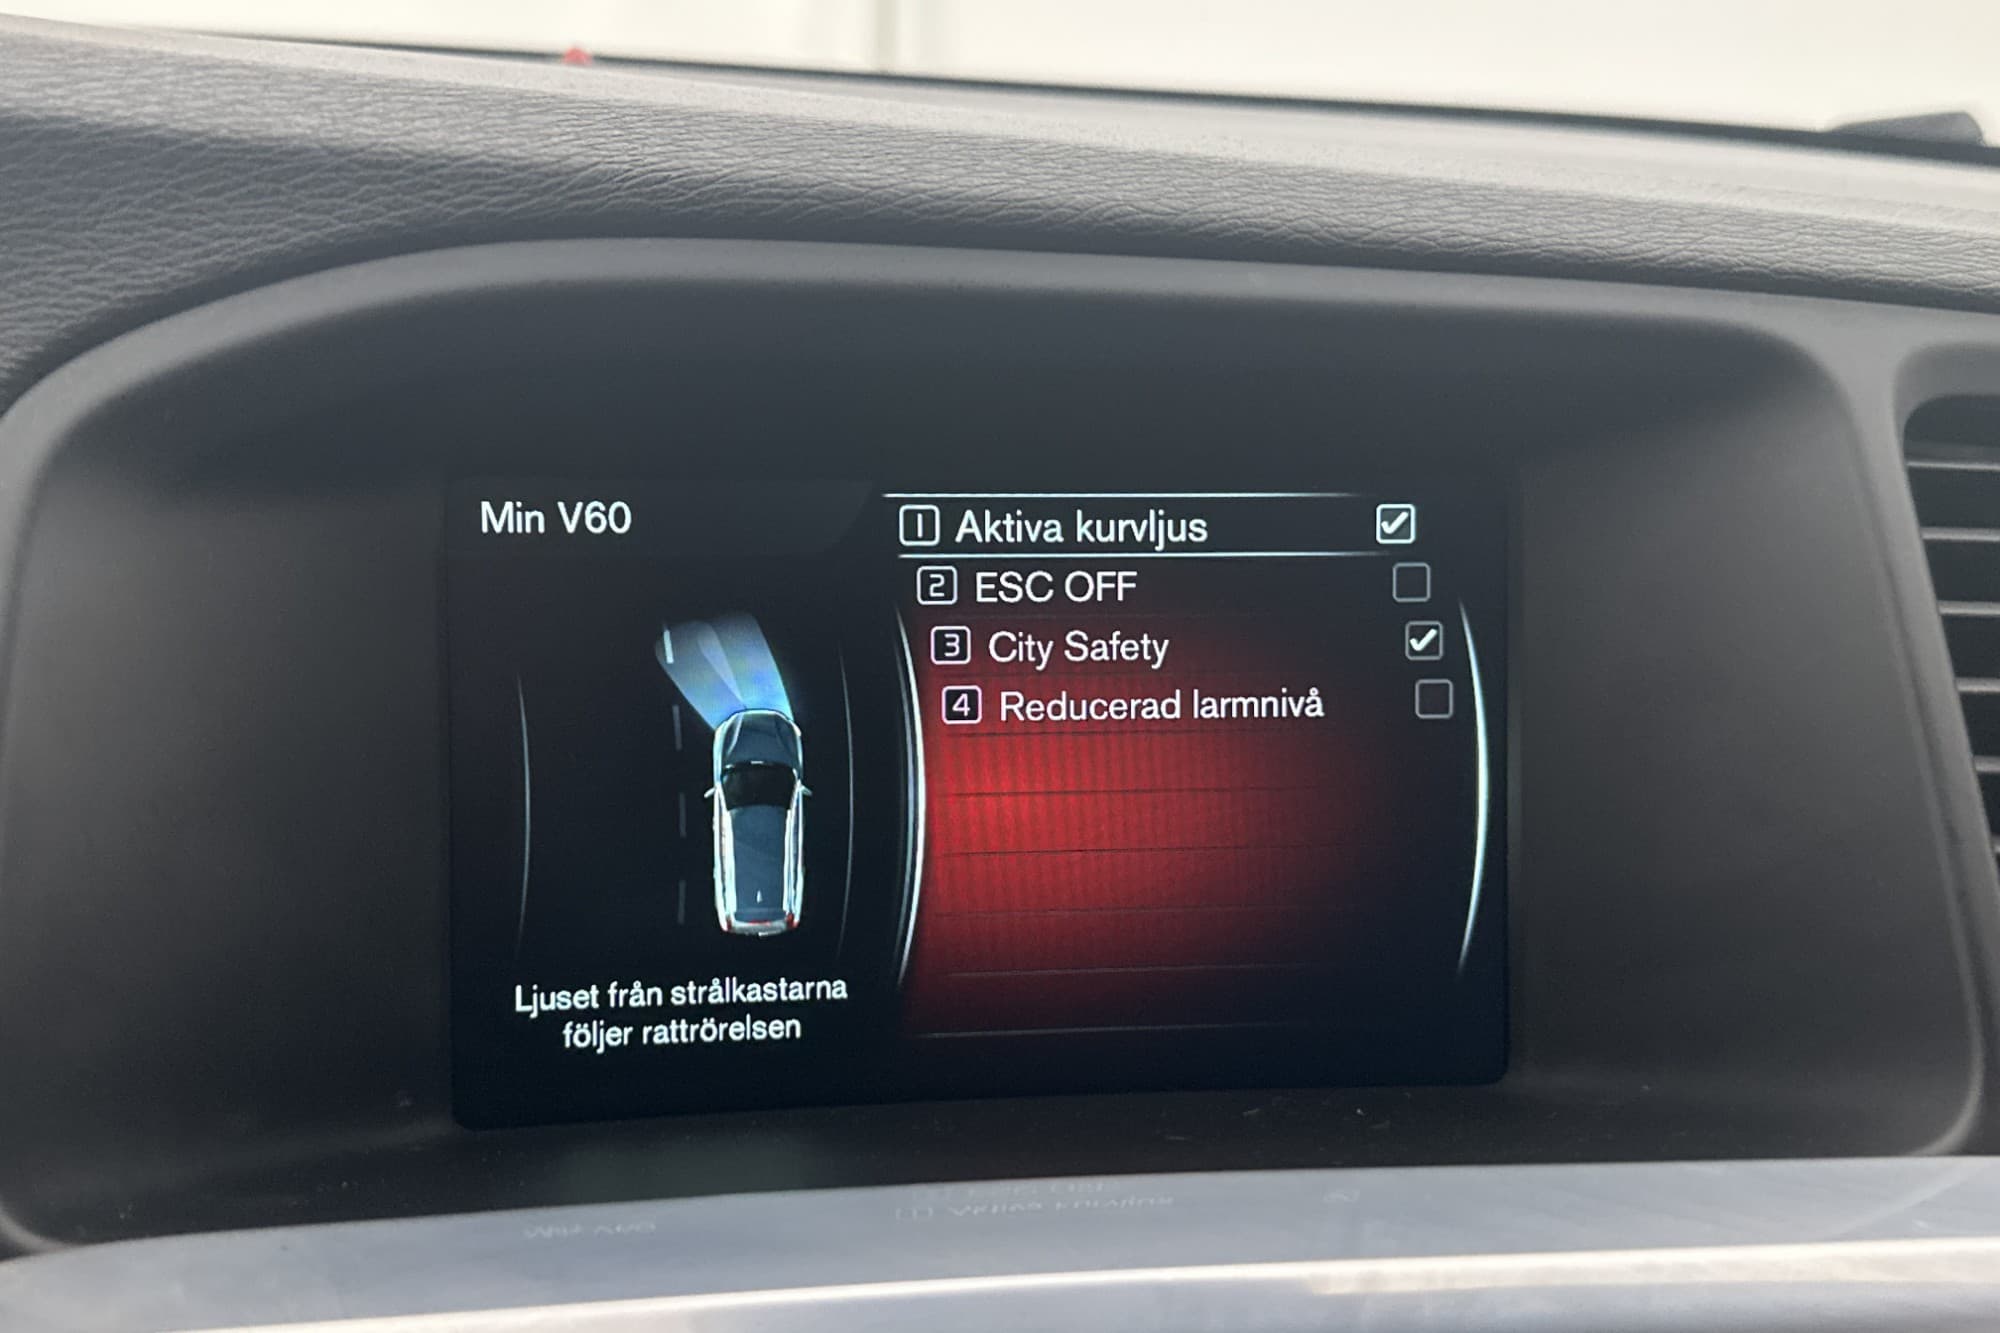 Min V60
1 Aktiva kurvljus
2 ESC OFF
3 City Safety
4 Reducerad larmnivå
Ljuset från strålkastarna
följer rattrörelsen